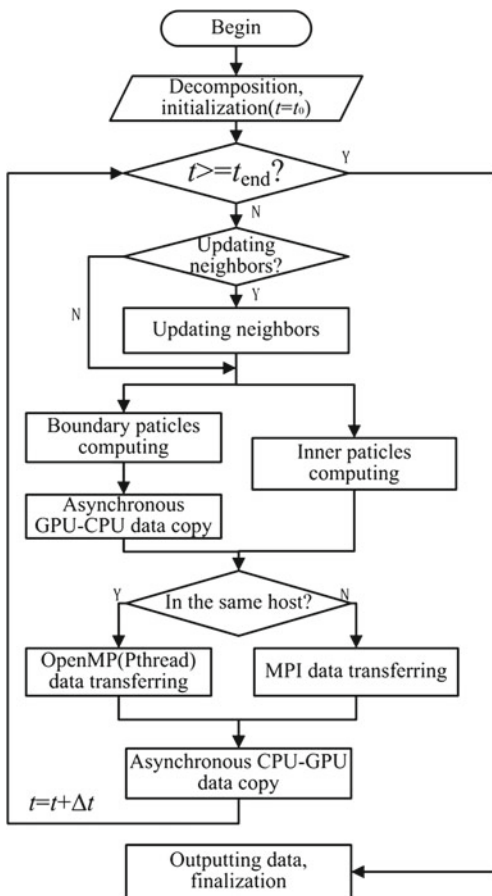 Begin
Decomposition,
initialization(t=t₀)
t>=t_end?
Y
N
Updating
neighbors?
Y
N
Updating neighbors
Boundary paticles
computing
Inner paticles
computing
Asynchronous
GPU-CPU data copy
In the same host?
Y
N
OpenMP(Pthread)
data transferring
MPI data transferring
Asynchronous CPU-GPU
data copy
t=t+Δt
Outputting data,
finalization